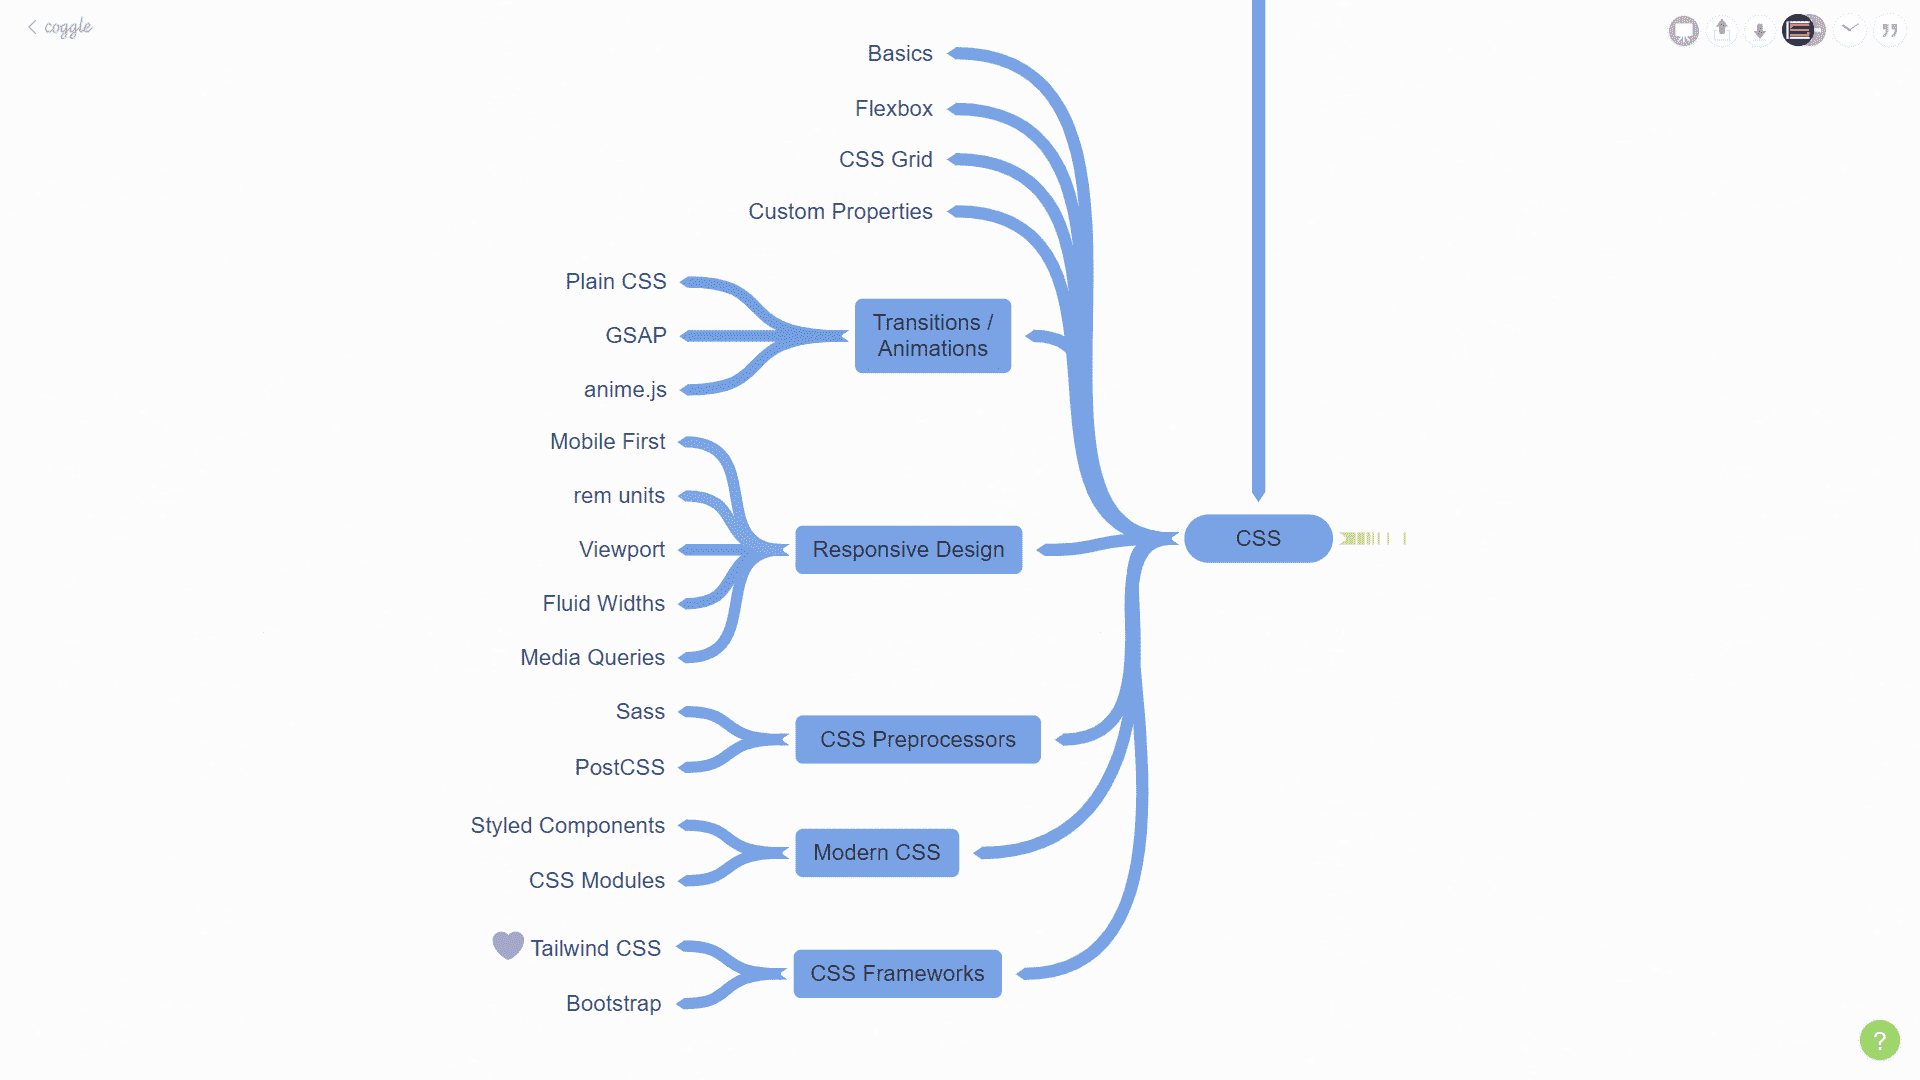 coggle
Basics
Flexbox
CSS Grid
Custom Properties
Plain CSS
GSAP
anime.js
Transitions /
Animations
Mobile First
rem units
Viewport
Fluid Widths
Media Queries
Responsive Design
CSS
Sass
PostCSS
CSS Preprocessors
Styled Components
CSS Modules
Modern CSS
Tailwind CSS
Bootstrap
CSS Frameworks
?